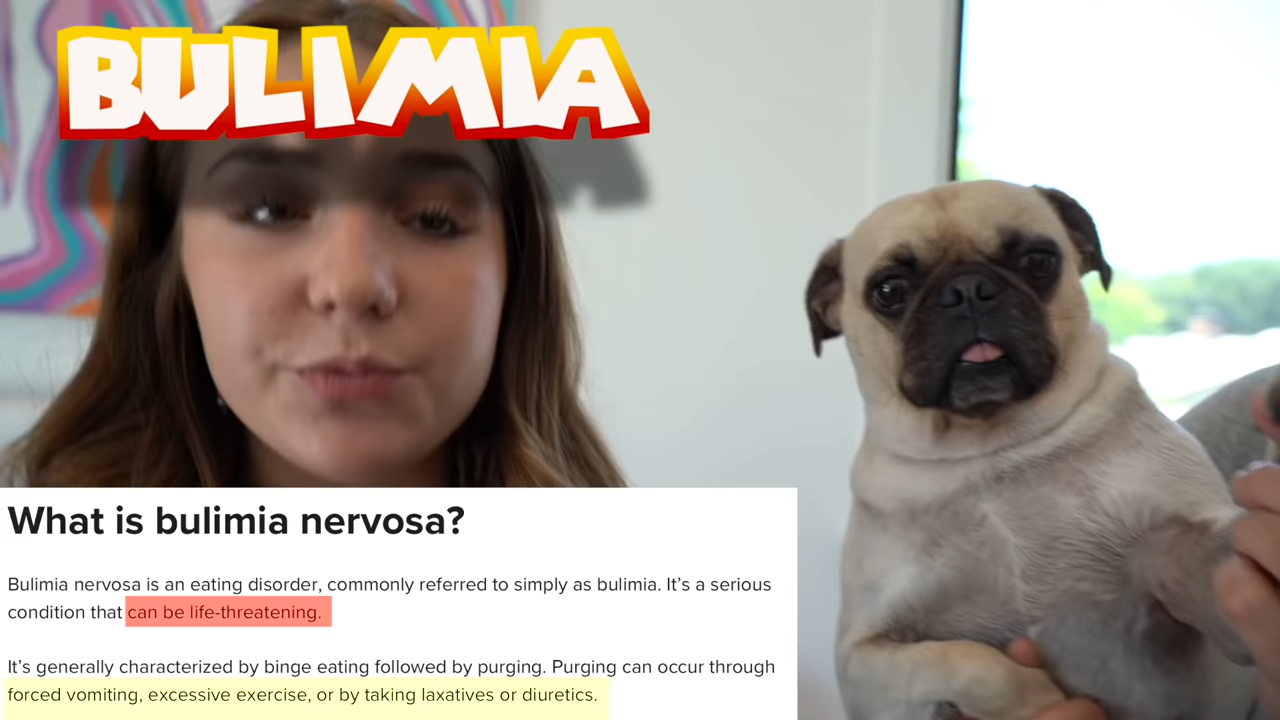 BULIMIA
What is bulimia nervosa?
Bulimia nervosa is an eating disorder, commonly referred to simply as bulimia. It’s a serious
condition that can be life-threatening.
It’s generally characterized by binge eating followed by purging. Purging can occur through
forced vomiting, excessive exercise, or by taking laxatives or diuretics.